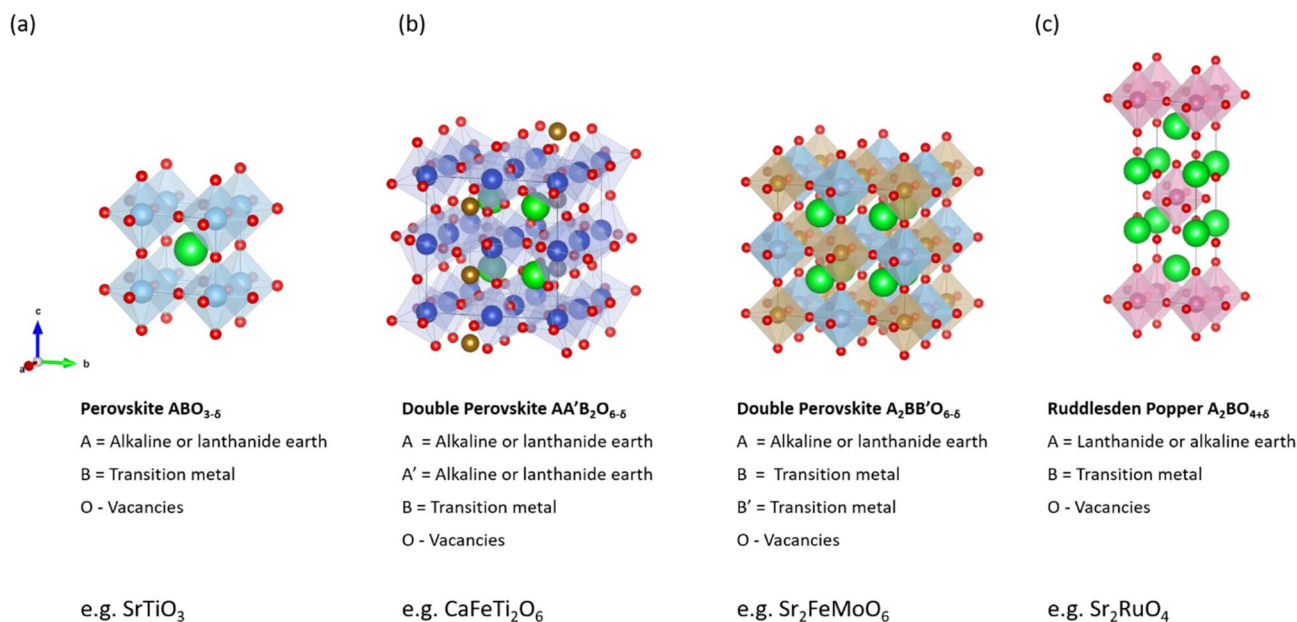 (a)
(b)
(c)
c
b
a
Perovskite ABO₃₋δ
A = Alkaline or lanthanide earth
B = Transition metal
O - Vacancies
e.g. SrTiO₃
Double Perovskite AA’B₂O₆₋δ
A = Alkaline or lanthanide earth
A’ = Alkaline or lanthanide earth
B = Transition metal
O - Vacancies
e.g. CaFeTi₂O₆
Double Perovskite A₂BB’O₆₋δ
A = Alkaline or lanthanide earth
B = Transition metal
B’ = Transition metal
O - Vacancies
e.g. Sr₂FeMoO₆
Ruddlesden Popper A₂BO₄₊δ
A = Lanthanide or alkaline earth
B = Transition metal
O - Vacancies
e.g. Sr₂RuO₄